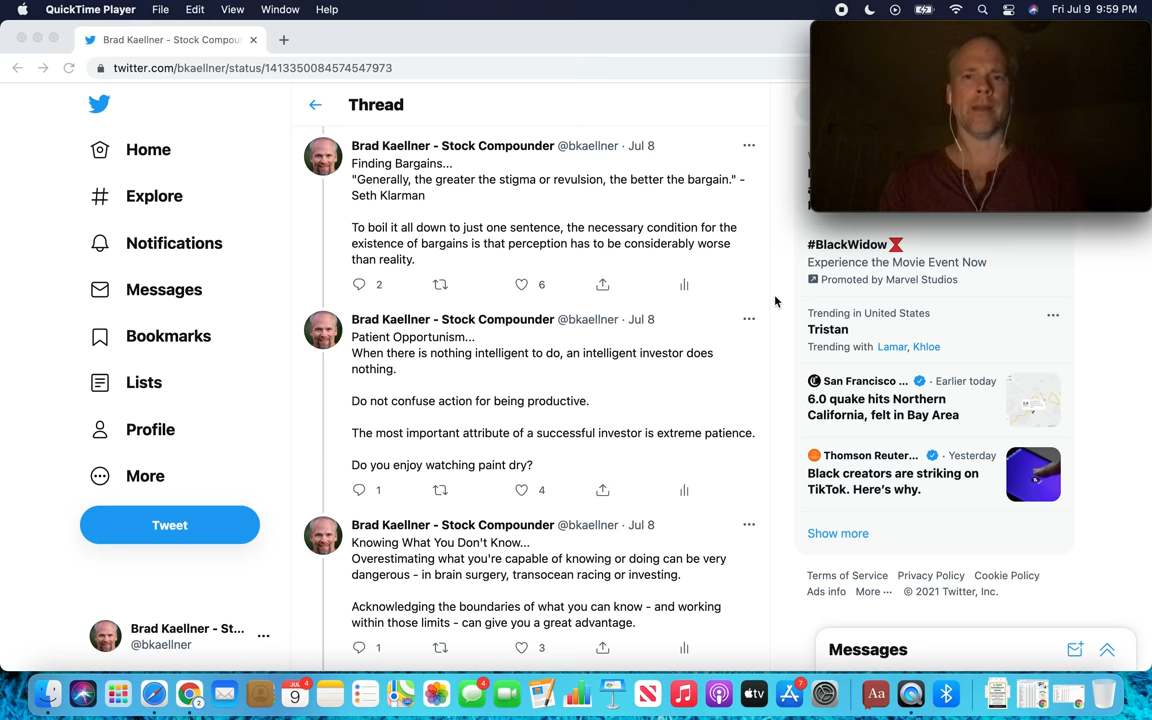 QuickTime Player File Edit View Window Help Fri Jul 9 9:59 PM
Brad Kaellner - Stock Compou
twitter.com/bkaellner/status/1413350084574547973
Thread
Home
Explore
Notifications
Messages
Bookmarks
Lists
Profile
More
Tweet
Brad Kaellner - St...
@bkaellner
Brad Kaellner - Stock Compounder @bkaellner · Jul 8
Finding Bargains...
"Generally, the greater the stigma or revulsion, the better the bargain." -
Seth Klarman
To boil it all down to just one sentence, the necessary condition for the
existence of bargains is that perception has to be considerably worse
than reality.
2 6
Brad Kaellner - Stock Compounder @bkaellner · Jul 8
Patient Opportunism...
When there is nothing intelligent to do, an intelligent investor does
nothing.
Do not confuse action for being productive.
The most important attribute of a successful investor is extreme patience.
Do you enjoy watching paint dry?
1 4
Brad Kaellner - Stock Compounder @bkaellner · Jul 8
Knowing What You Don't Know...
Overestimating what you're capable of knowing or doing can be very
dangerous - in brain surgery, transocean racing or investing.
Acknowledging the boundaries of what you can know - and working
within those limits - can give you a great advantage.
1 3
#BlackWidow
Experience the Movie Event Now
Promoted by Marvel Studios
Trending in United States
Tristan
Trending with Lamar, Khloe
San Francisco ... · Earlier today
6.0 quake hits Northern
California, felt in Bay Area
Thomson Reuter... · Yesterday
Black creators are striking on
TikTok. Here's why.
Show more
Terms of Service Privacy Policy Cookie Policy
Ads info More ··· © 2021 Twitter, Inc.
Messages
JUL 9 4 2 4 tv 7 Aa